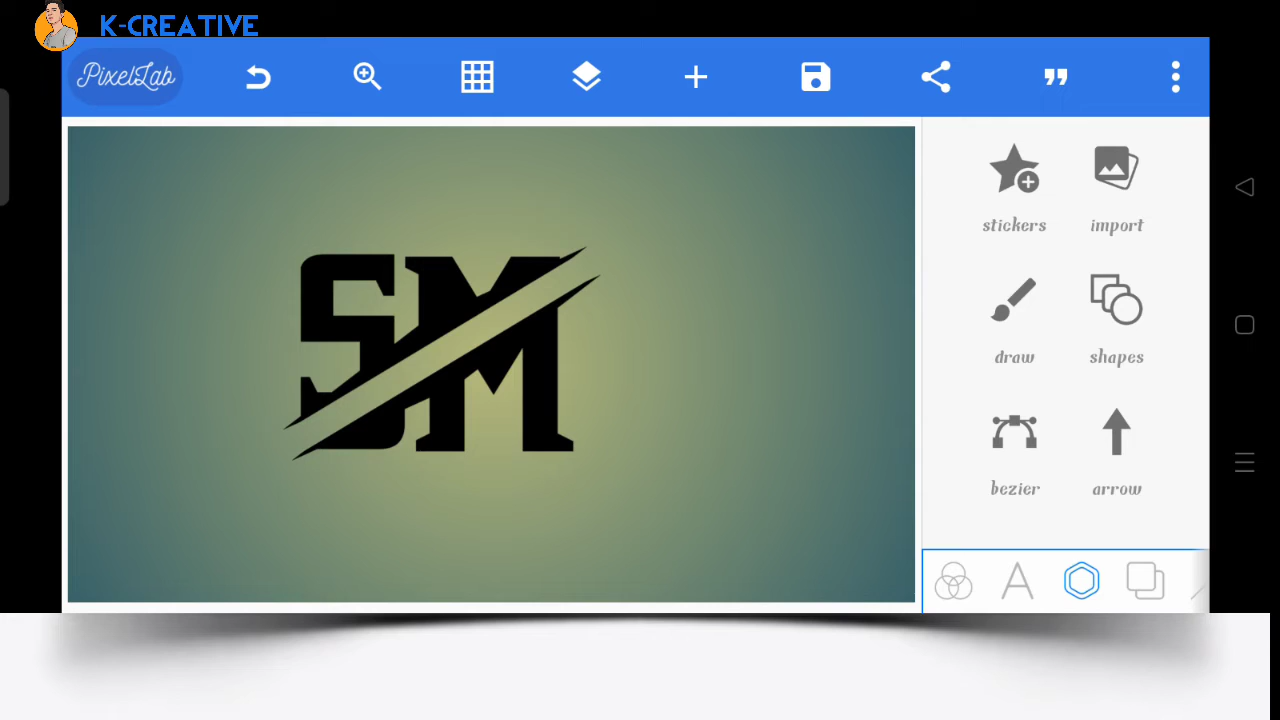 K-CREATIVE
PixelLab
SM
stickers
import
draw
shapes
bezier
arrow
A